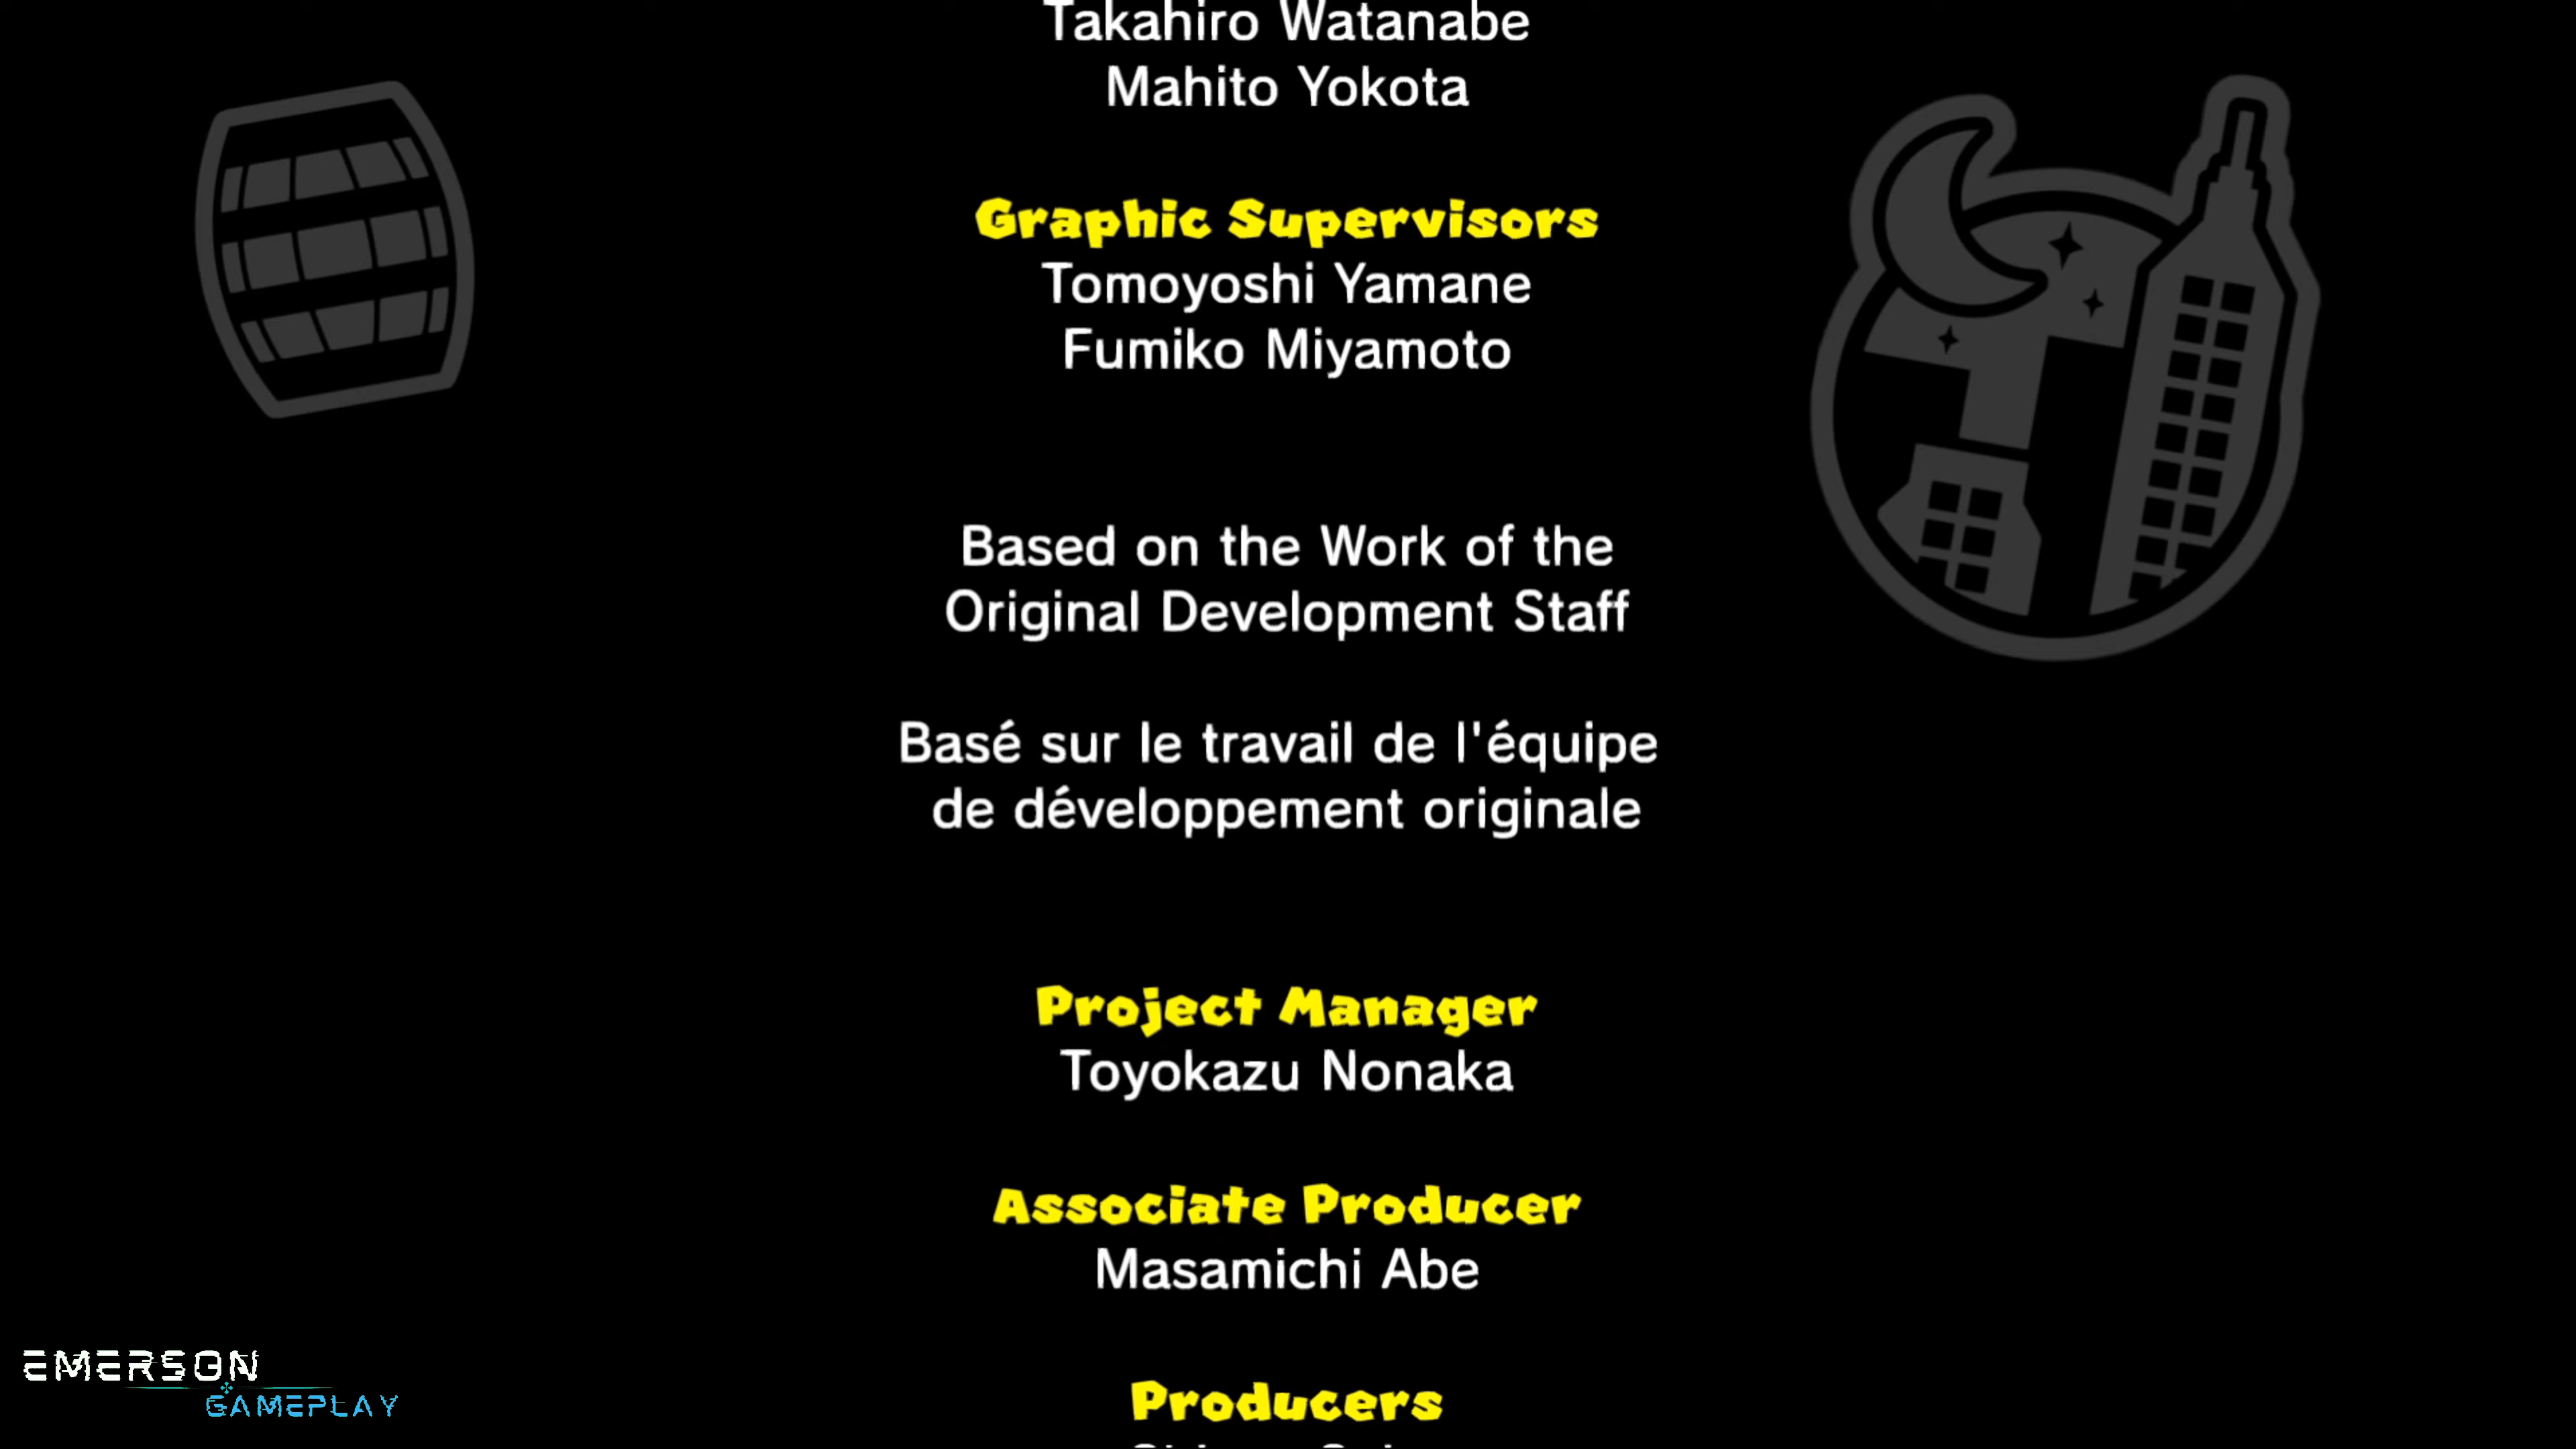 Takahiro Watanabe
Mahito Yokota
Graphic Supervisors
Tomoyoshi Yamane
Fumiko Miyamoto
Based on the Work of the
Original Development Staff
Basé sur le travail de l'équipe
de développement originale
Project Manager
Toyokazu Nonaka
Associate Producer
Masamichi Abe
Producers
EMERSON
GAMEPLAY